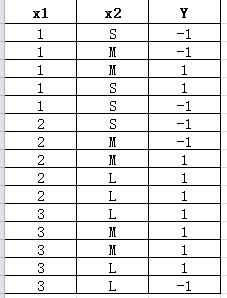 x1 x2 Y
1 S -1
1 M -1
1 M 1
1 S 1
1 S -1
2 S -1
2 M -1
2 M 1
2 L 1
2 L 1
3 L 1
3 M 1
3 M 1
3 L 1
3 L -1